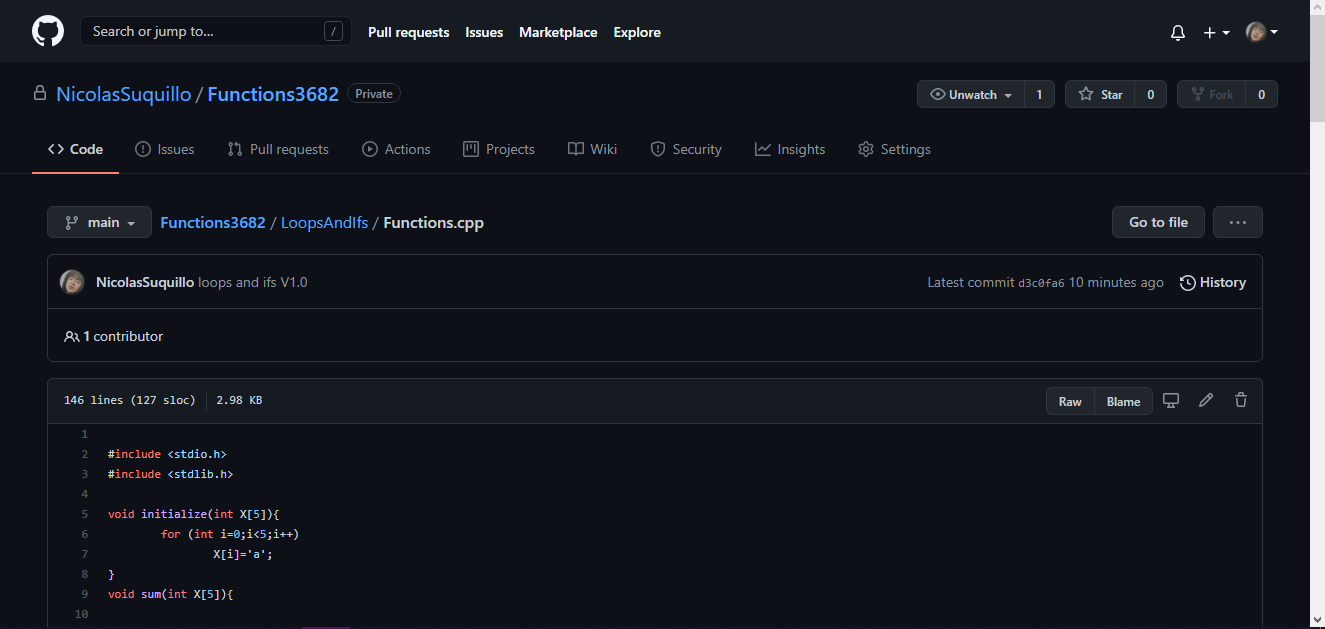 Search or jump to... /
Pull requests Issues Marketplace Explore
NicolasSuquillo / Functions3682 Private
Unwatch 1 Star 0 Fork 0
Code Issues Pull requests Actions Projects Wiki Security Insights Settings
main Functions3682 / LoopsAndIfs / Functions.cpp Go to file ...
NicolasSuquillo loops and ifs V1.0 Latest commit d3c0fa6 10 minutes ago History
1 contributor
146 lines (127 sloc) 2.98 KB Raw Blame
1
2 #include <stdio.h>
3 #include <stdlib.h>
4
5 void initialize(int X[5]){
6 for (int i=0;i<5;i++)
7 X[i]='a';
8 }
9 void sum(int X[5]){
10